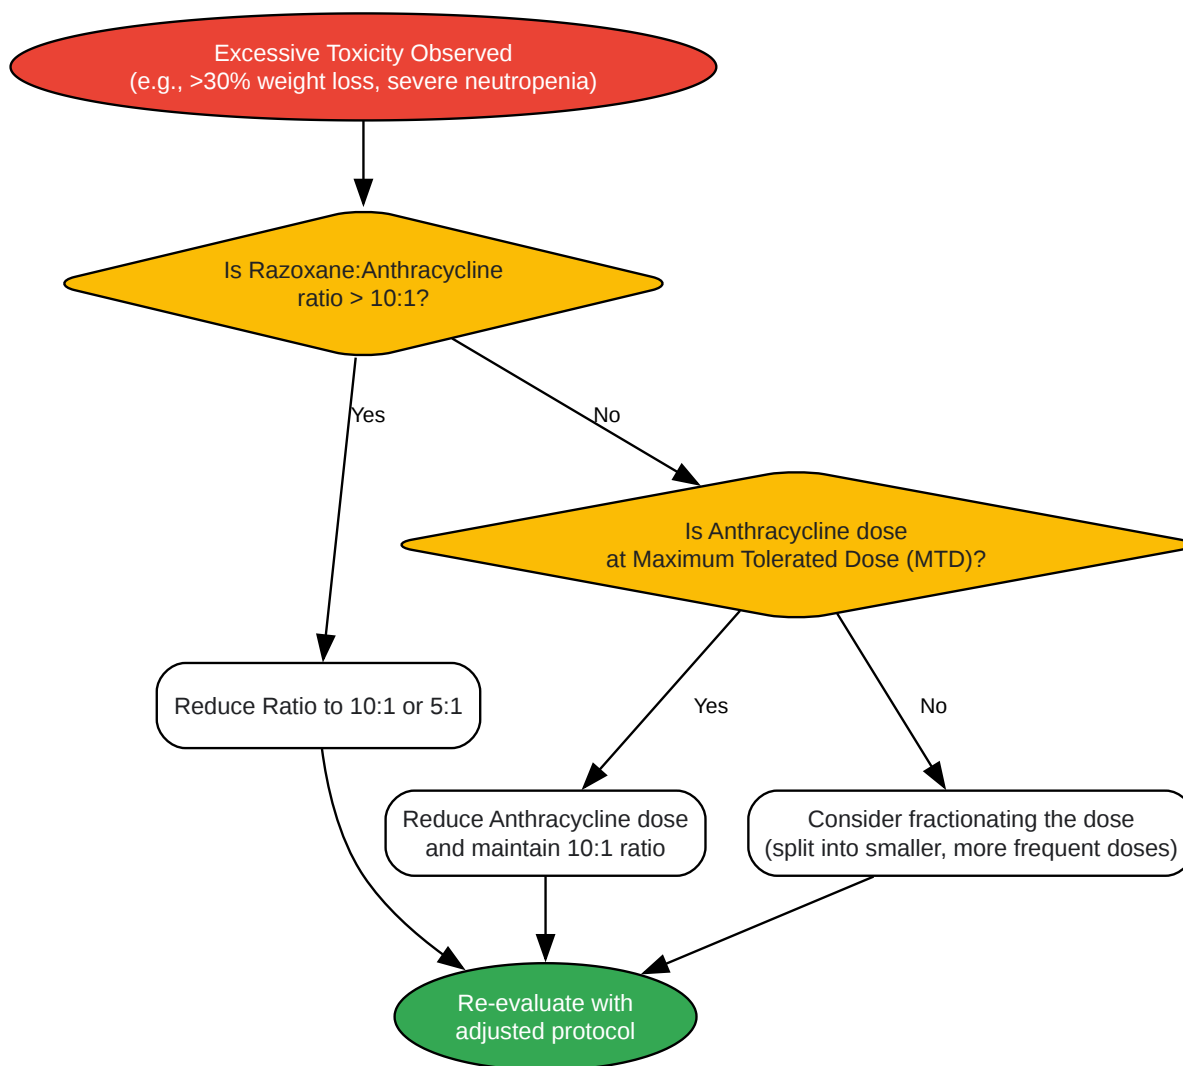 Excessive Toxicity Observed
(e.g., >30% weight loss, severe neutropenia)
Is Razoxane:Anthracycline
ratio > 10:1?
Yes
No
Is Anthracycline dose
at Maximum Tolerated Dose (MTD)?
Reduce Ratio to 10:1 or 5:1
Yes
No
Reduce Anthracycline dose
and maintain 10:1 ratio
Consider fractionating the dose
(split into smaller, more frequent doses)
Re-evaluate with
adjusted protocol